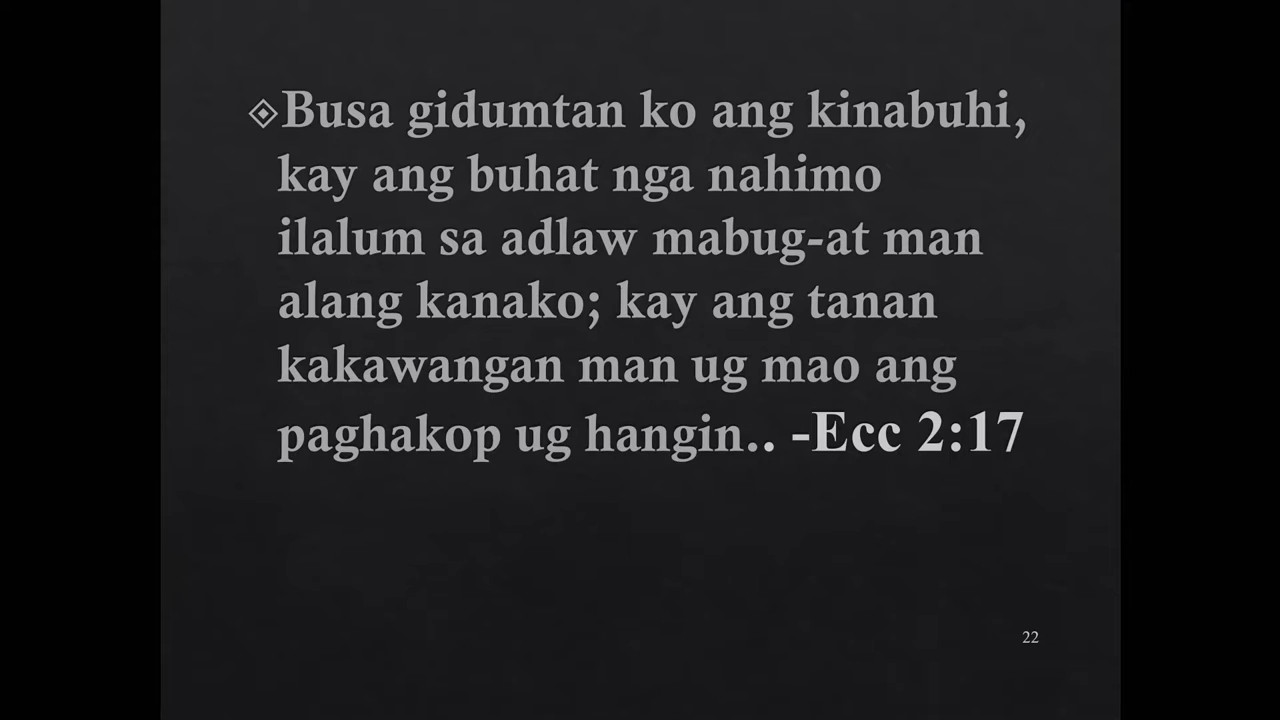 Busa gidumtan ko ang kinabuhi,
kay ang buhat nga nahimo
ilalum sa adlaw mabug-at man
alang kanako; kay ang tanan
kakawangan man ug mao ang
paghakop ug hangin.. -Ecc 2:17
22